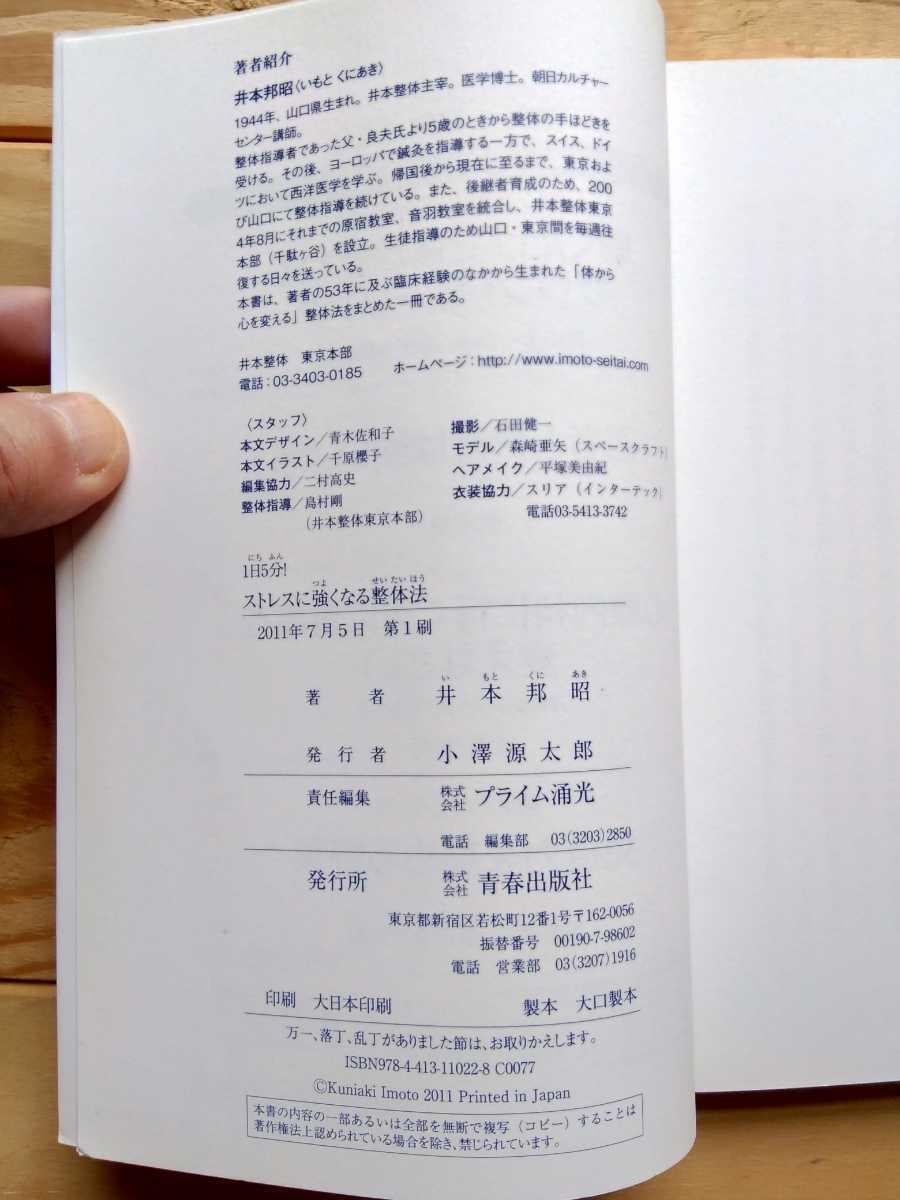 著者紹介
井本邦昭〈いもと くにあき〉
1944年、山口県生まれ。井本整体主宰。医学博士。朝日カルチャー
センター講師。
整体指導者であった父・良夫氏より5歳のときから整体の手ほどきを
受ける。その後、ヨーロッパで鍼灸を指導する一方で、スイス、ドイ
ツにおいて西洋医学を学ぶ。帰国後から現在に至るまで、東京およ
び山口にて整体指導を続けている。また、後継者育成のため、200
4年8月にそれまでの原宿教室、音羽教室を統合し、井本整体東京
本部（千駄ヶ谷）を設立。生徒指導のため山口・東京間を毎週往
復する日々を送っている。
本書は、著者の53年に及ぶ臨床経験のなかから生まれた「体から
心を変える」整体法をまとめた一冊である。
井本整体 東京本部
電話：03-3403-0185 ホームページ：http://www.imoto-seitai.com
〈スタッフ〉
本文デザイン／青木佐和子
本文イラスト／千原櫻子
編集協力／二村高史
整体指導／島村剛
（井本整体東京本部）
撮影／石田健一
モデル／森崎亜矢（スペースクラフト）
ヘアメイク／平塚美由紀
衣装協力／スリア（インターテック）
電話03-5413-3742
にち ふん
1日5分!
つよ せい たい ほう
ストレスに強くなる整体法
2011年7月5日 第1刷
い もと くに あき
著者 井本邦昭
発行者 小澤源太郎
責任編集 株式会社 プライム涌光
電話 編集部 03(3203)2850
発行所 株式会社 青春出版社
東京都新宿区若松町12番1号〒162-0056
振替番号 00190-7-98602
電話 営業部 03(3207)1916
印刷 大日本印刷 製本 大口製本
万一、落丁、乱丁がありました節は、お取りかえします。
ISBN978-4-413-11022-8 C0077
©Kuniaki Imoto 2011 Printed in Japan
本書の内容の一部あるいは全部を無断で複写（コピー）することは
著作権法上認められている場合を除き、禁じられています。